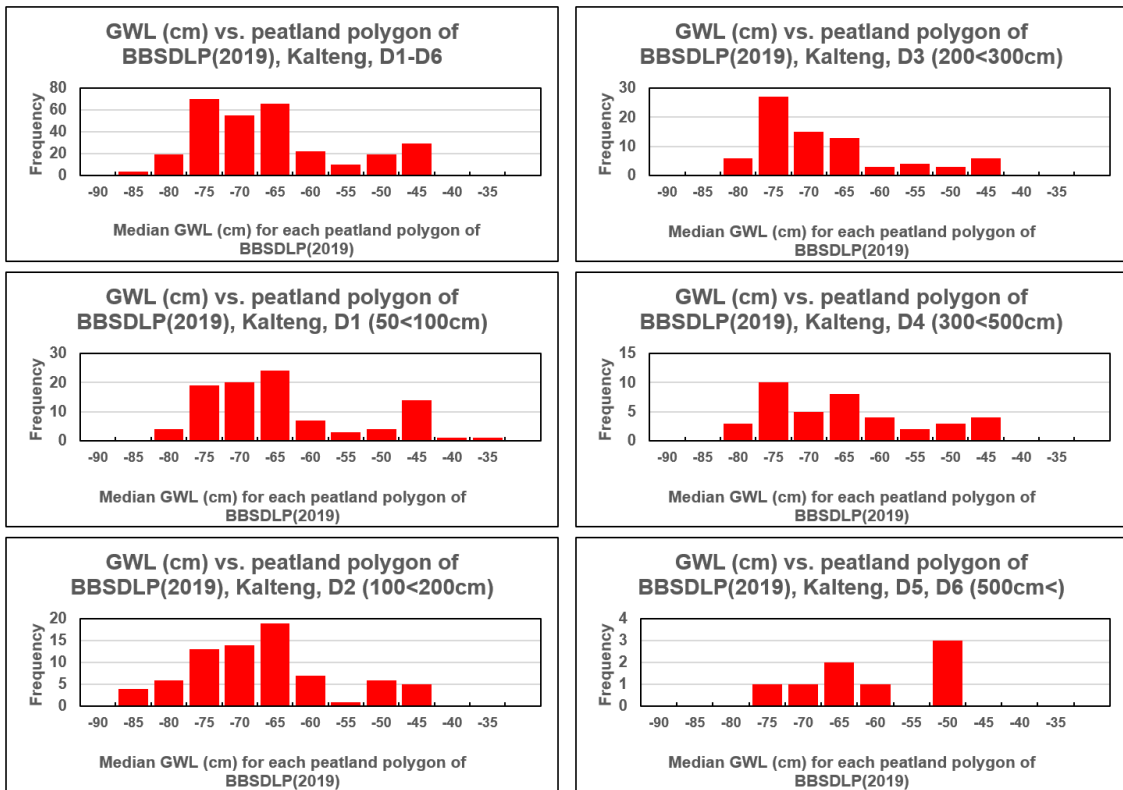 GWL (cm) vs. peatland polygon of
BBSDLP(2019), Kalteng, D1-D6
Frequency
80
60
40
20
0
-90 -85 -80 -75 -70 -65 -60 -55 -50 -45 -40 -35
Median GWL (cm) for each peatland polygon of
BBSDLP(2019)
GWL (cm) vs. peatland polygon of
BBSDLP(2019), Kalteng, D3 (200<300cm)
Frequency
30
20
10
0
-90 -85 -80 -75 -70 -65 -60 -55 -50 -45 -40 -35
Median GWL (cm) for each peatland polygon of
BBSDLP(2019)
GWL (cm) vs. peatland polygon of
BBSDLP(2019), Kalteng, D1 (50<100cm)
Frequency
30
20
10
0
-90 -85 -80 -75 -70 -65 -60 -55 -50 -45 -40 -35
Median GWL (cm) for each peatland polygon of
BBSDLP(2019)
GWL (cm) vs. peatland polygon of
BBSDLP(2019), Kalteng, D4 (300<500cm)
Frequency
15
10
5
0
-90 -85 -80 -75 -70 -65 -60 -55 -50 -45 -40 -35
Median GWL (cm) for each peatland polygon of
BBSDLP(2019)
GWL (cm) vs. peatland polygon of
BBSDLP(2019), Kalteng, D2 (100<200cm)
Frequency
20
15
10
5
0
-90 -85 -80 -75 -70 -65 -60 -55 -50 -45 -40 -35
Median GWL (cm) for each peatland polygon of
BBSDLP(2019)
GWL (cm) vs. peatland polygon of
BBSDLP(2019), Kalteng, D5, D6 (500cm<)
Frequency
4
3
2
1
0
-90 -85 -80 -75 -70 -65 -60 -55 -50 -45 -40 -35
Median GWL (cm) for each peatland polygon of
BBSDLP(2019)